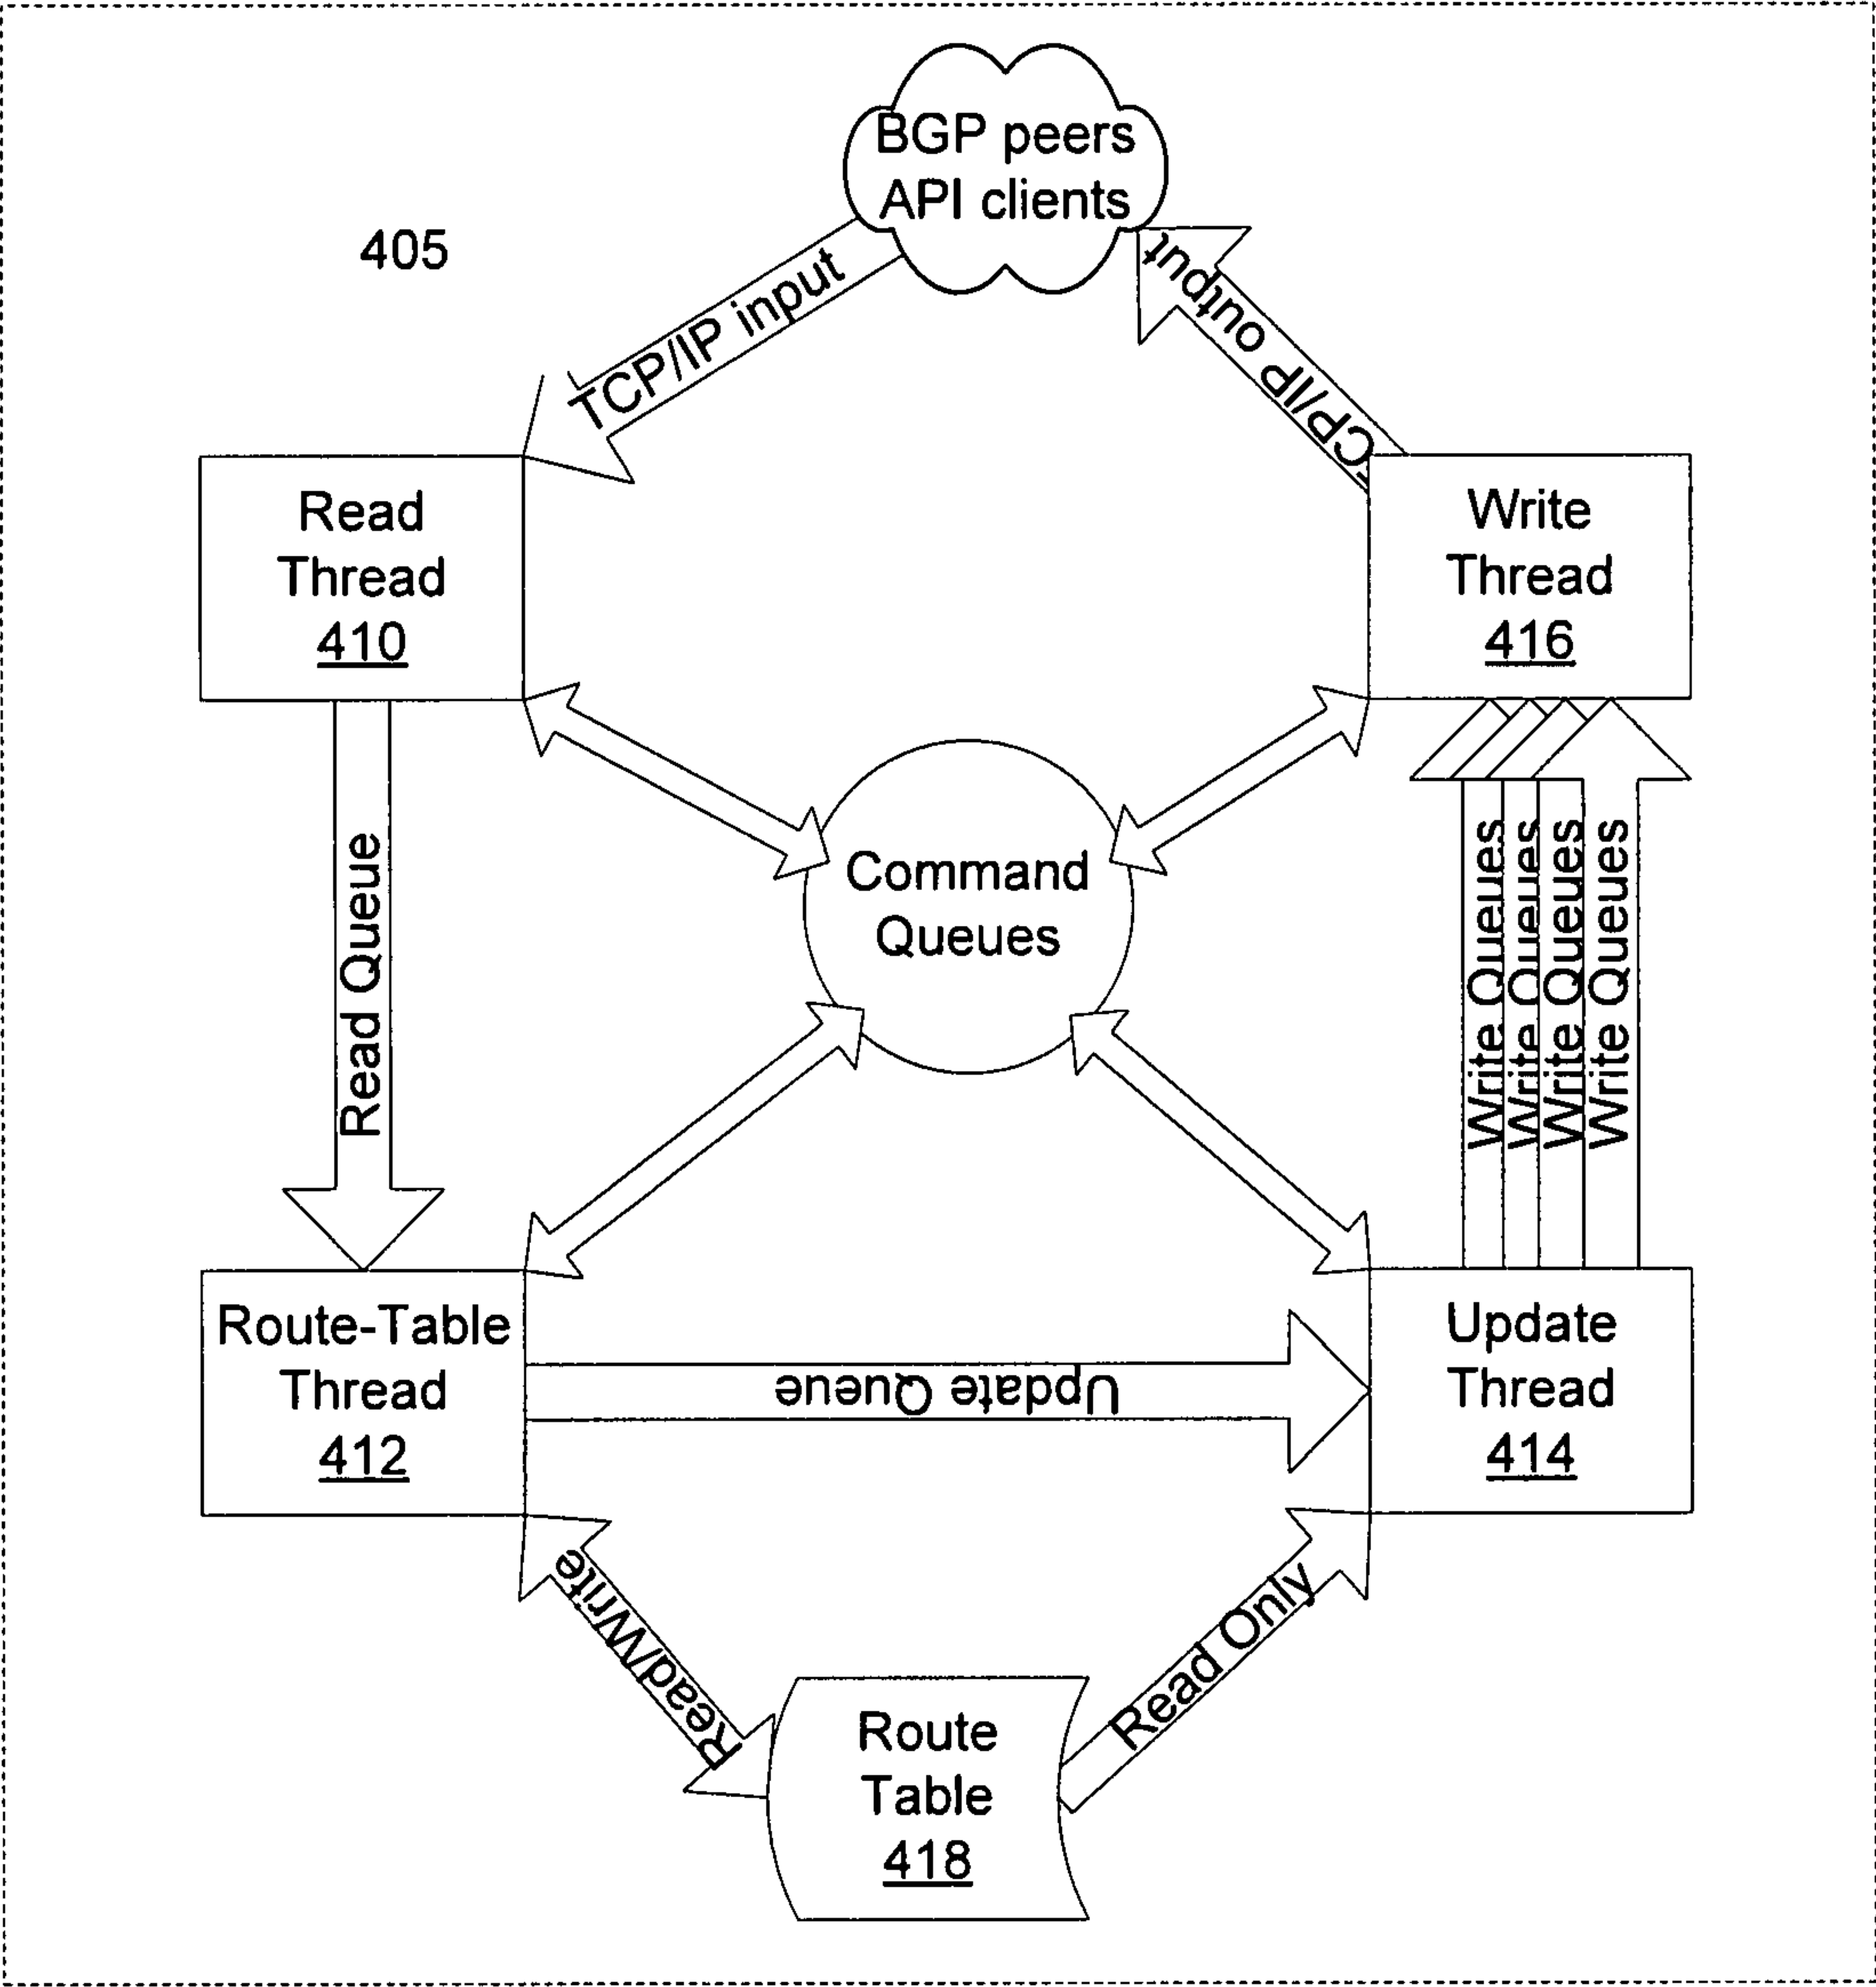 BGP peers
API clients
405
TCP/IP input
CP/IP output
Read
Thread
410
Write
Thread
416
Command
Queues
Read Queue
Write Queues
Write Queues
Write Queues
Write Queues
Route-Table
Thread
412
Update Queue
Update
Thread
414
Read/Write
Read Only
Route
Table
418